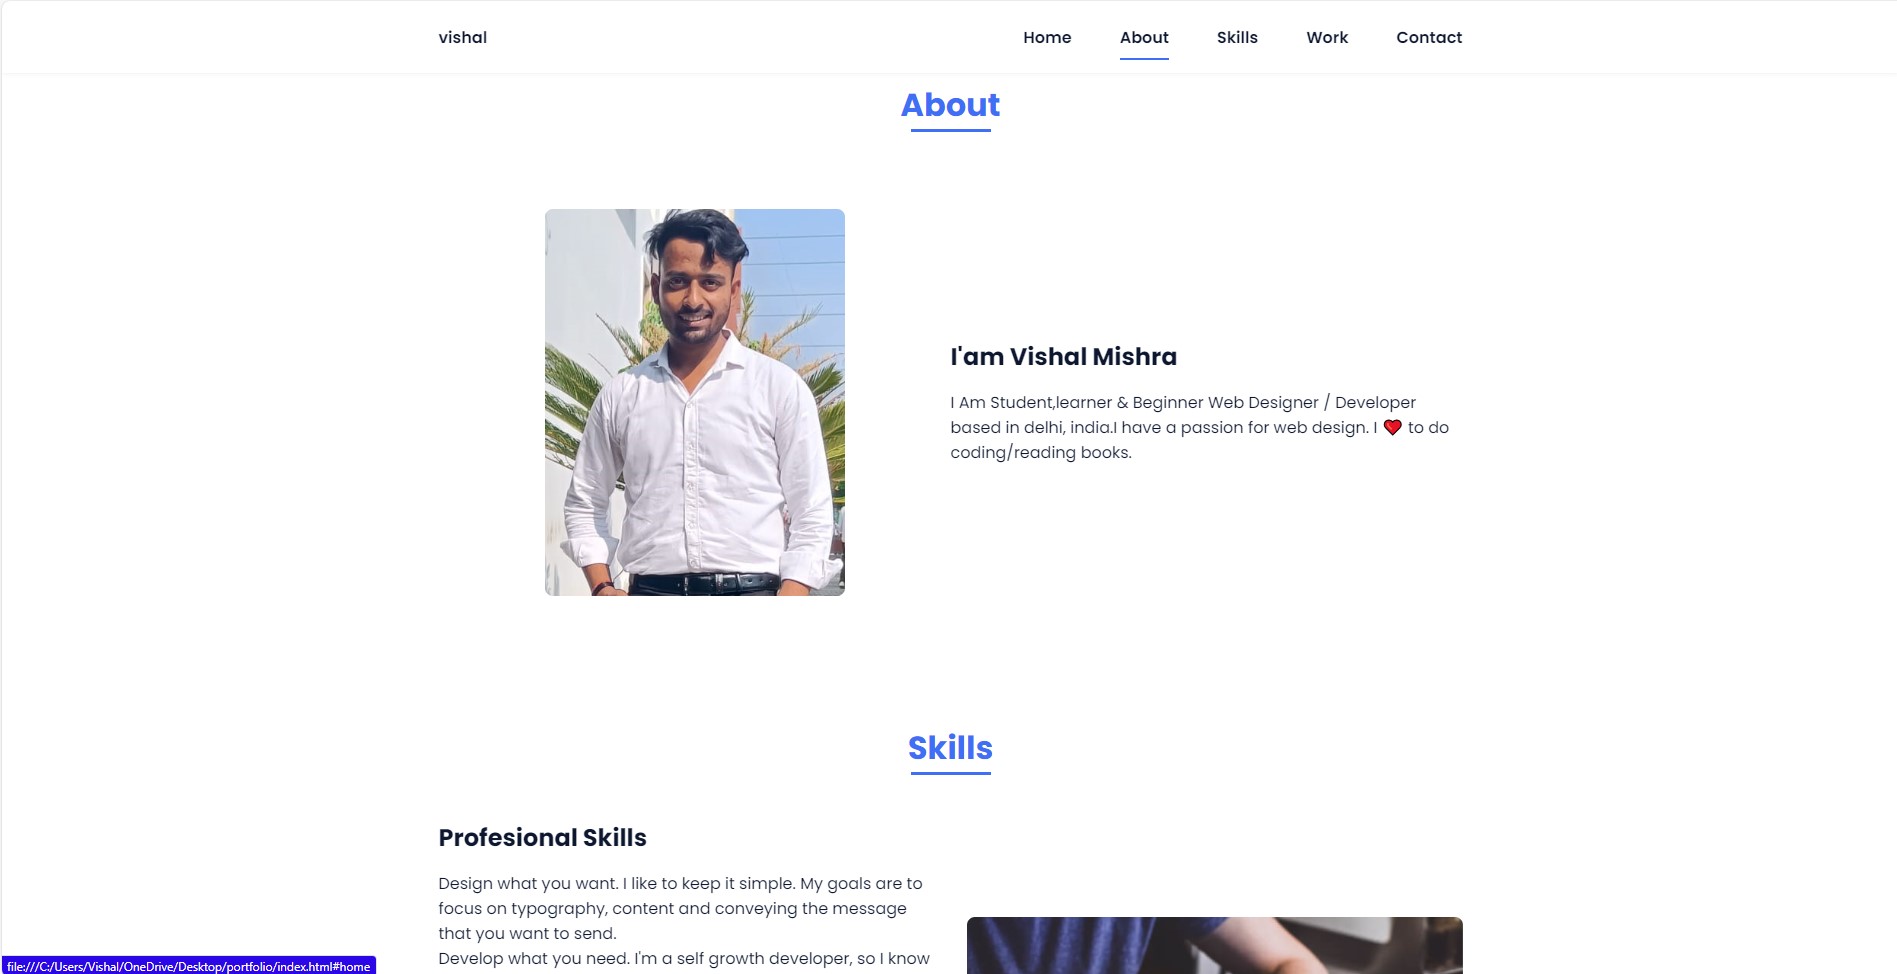 vishal
Home About Skills Work Contact
About
I'am Vishal Mishra
I Am Student,learner & Beginner Web Designer / Developer
based in delhi, india.I have a passion for web design. I ❤️ to do
coding/reading books.
Skills
Profesional Skills
Design what you want. I like to keep it simple. My goals are to
focus on typography, content and conveying the message
that you want to send.
Develop what you need. I'm a self growth developer, so I know
file:///C:/Users/Vishal/OneDrive/Desktop/portfolio/index.html#home